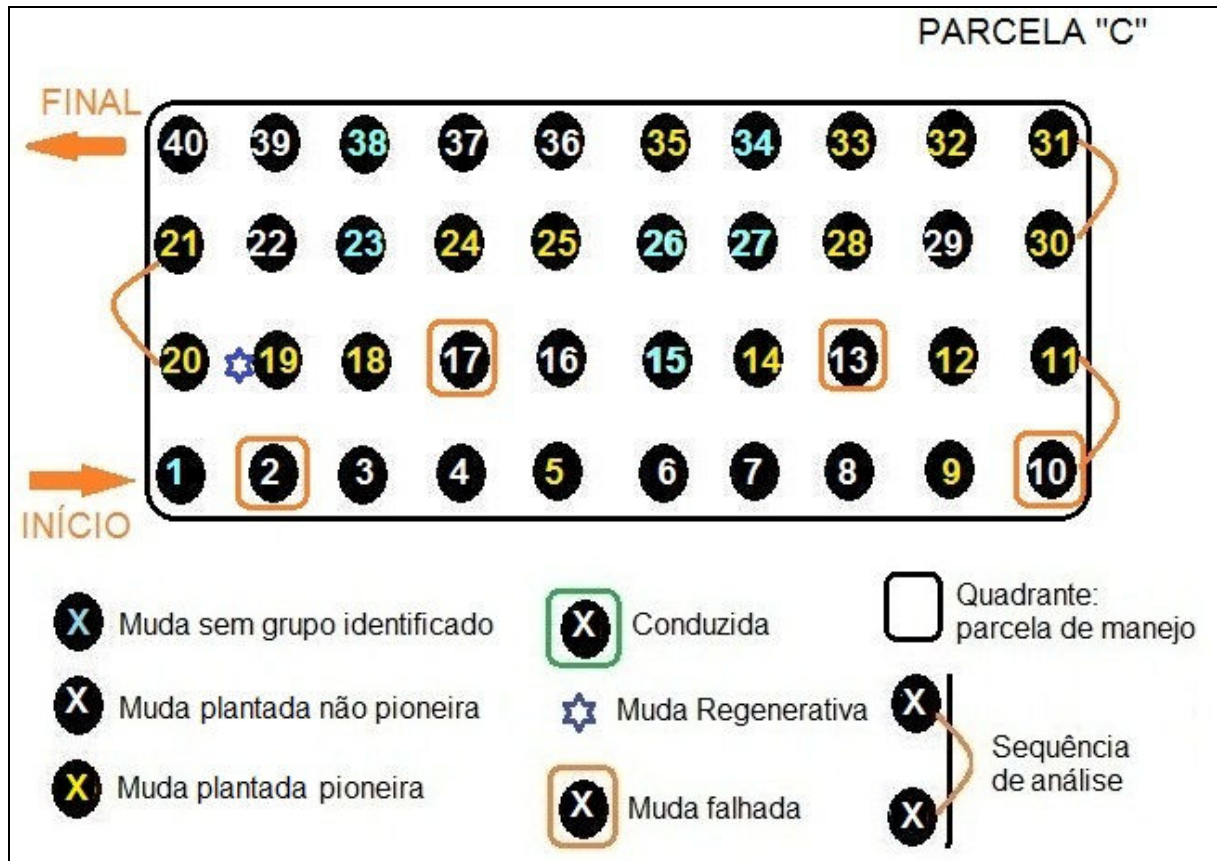 PARCELA "C"
FINAL
40 39 38 37 36 35 34 33 32 31
21 22 23 24 25 26 27 28 29 30
20 19 18 17 16 15 14 13 12 11
1 2 3 4 5 6 7 8 9 10
INÍCIO
X Muda sem grupo identificado
X Muda plantada não pioneira
X Muda plantada pioneira
X Conduzida
Muda Regenerativa
X Muda falhada
Quadrante:
parcela de manejo
X
X
Sequência
de análise